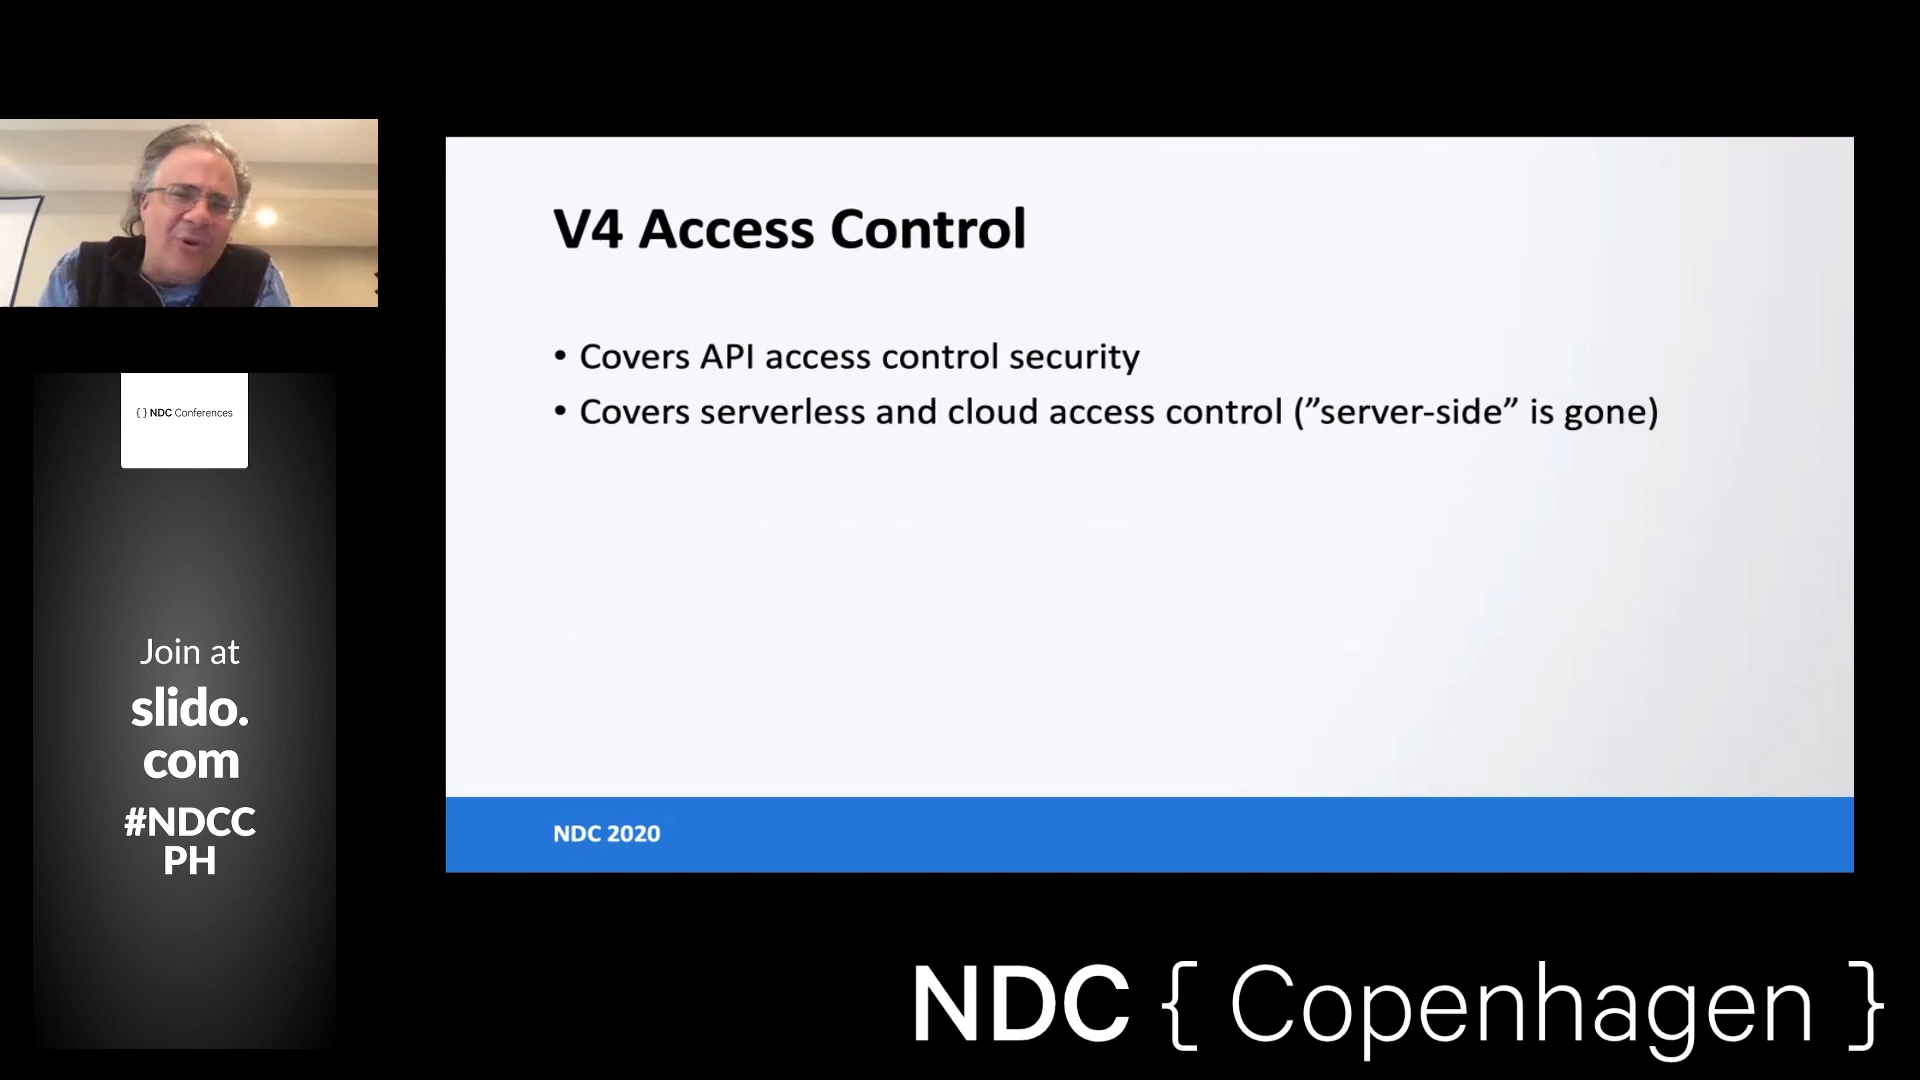 V4 Access Control
• Covers API access control security
• Covers serverless and cloud access control (”server-side” is gone)
NDC 2020
{ } NDC Conferences
Join at
slido.
com
#NDCC
PH
NDC { Copenhagen }